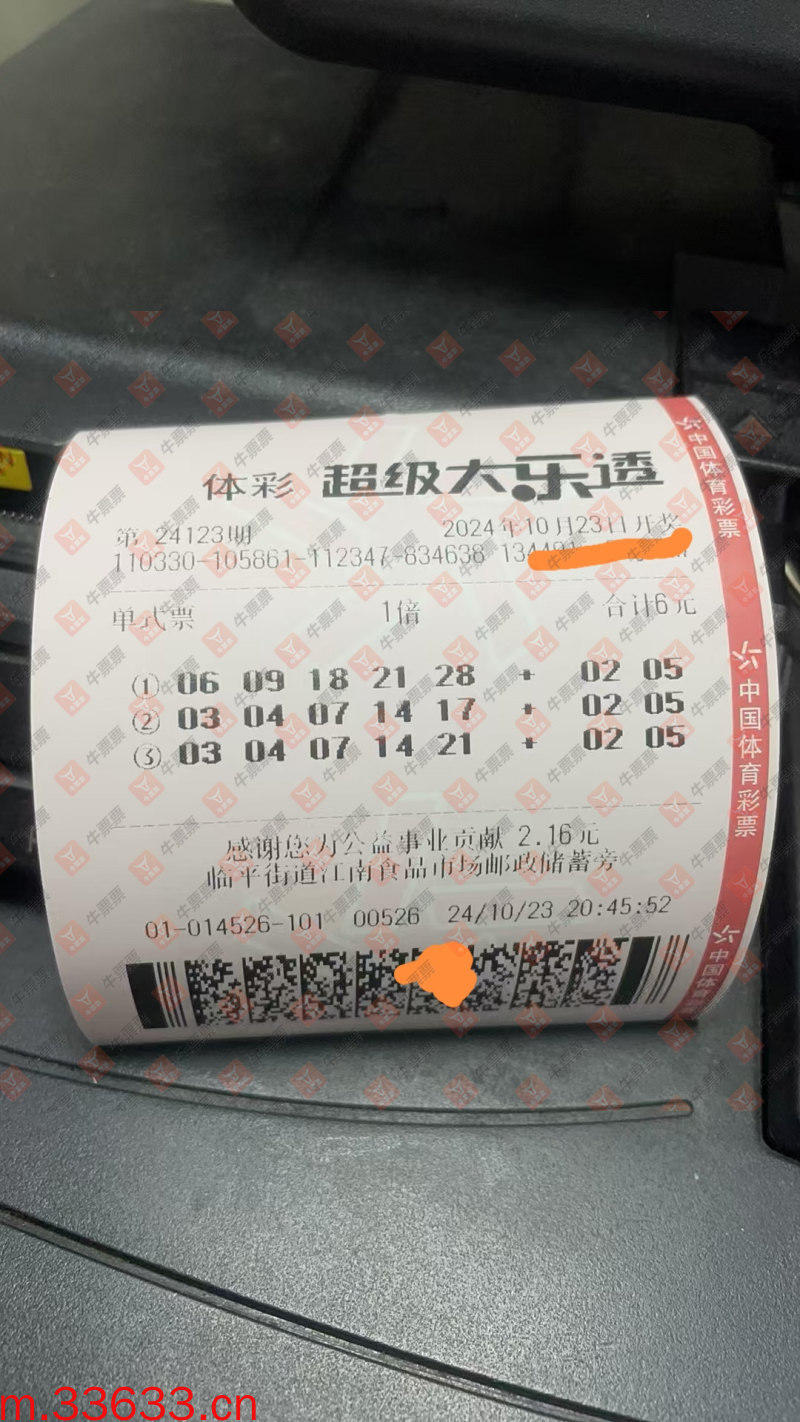 体彩 超级大乐透
第 24123期 2024年10月23日开奖
110330-105861-112347-834638
单式票 1倍 合计6元
① 06 09 18 21 28 + 02 05
② 03 04 07 14 17 + 02 05
③ 03 04 07 14 21 + 02 05
感谢您为公益事业贡献 2.16元
临平街道江南食品市场邮政储蓄旁
01-014526-101 00526 24/10/23 20:45:52
中国体育彩票
中国体育彩票
中国体育
牛票票
m.33633.cn